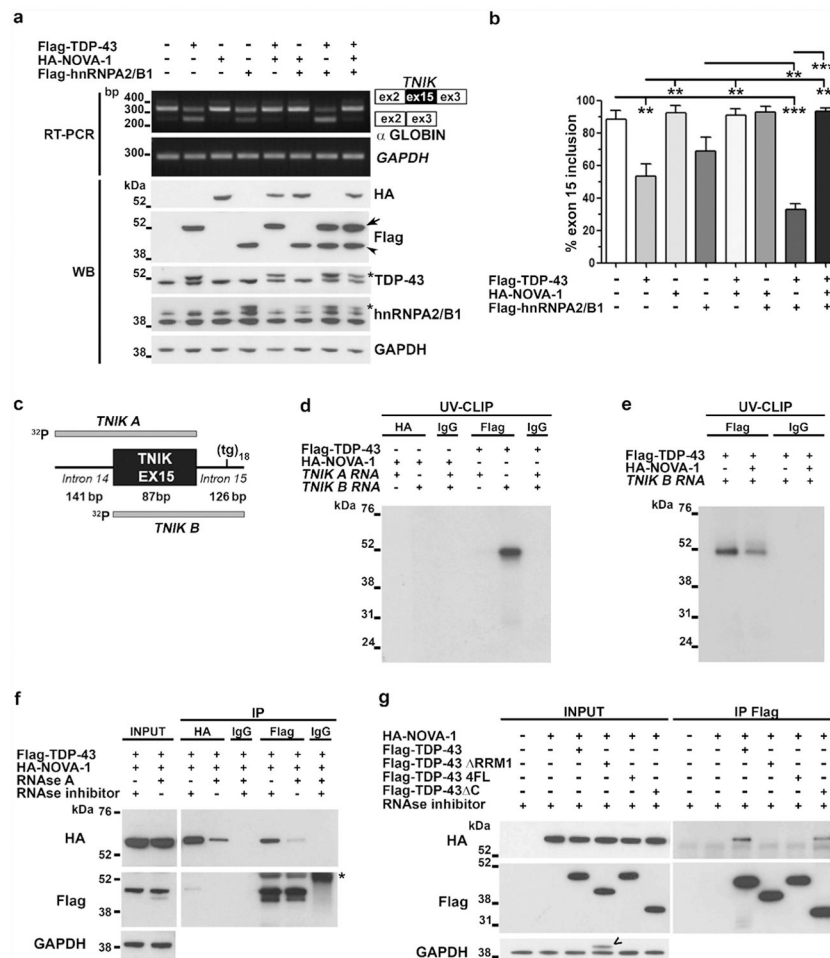 a
Flag-TDP-43 - + - - + - + +
HA-NOVA-1 - - + - + + - +
Flag-hnRNPA2/B1 - - - + - + + +
bp
400
300
200
300
RT-PCR
TNIK
ex2 ex15 ex3
ex2 ex3
α GLOBIN
GAPDH
kDa
52
52
38
52
38
38
WB
HA
Flag
* TDP-43
* hnRNPA2/B1
GAPDH
b
% exon 15 inclusion
100
80
60
40
20
0
** ** ** *** **
Flag-TDP-43 - + - - + - + +
HA-NOVA-1 - - + - + + - +
Flag-hnRNPA2/B1 - - - + - + + +
c
32P TNIK A
TNIK
EX15
(tg)18
Intron 14 Intron 15
141 bp 87bp 126 bp
32P TNIK B
d
UV-CLIP
HA IgG Flag IgG
Flag-TDP-43
HA-NOVA-1
TNIK A RNA
TNIK B RNA
kDa
76
52
38
31
24
e
UV-CLIP
Flag IgG
Flag-TDP-43 + + + +
HA-NOVA-1 - + - +
TNIK B RNA + + + +
kDa
76
52
38
31
24
f
IP
INPUT HA IgG Flag IgG
Flag-TDP-43
HA-NOVA-1
RNAse A
RNAse inhibitor
kDa
76
52
52
38
38
HA
Flag
GAPDH
*
g
INPUT IP Flag
HA-NOVA-1 - + + + + + - + + + + +
Flag-TDP-43 - - + - - - - - + - - -
Flag-TDP-43 ΔRRM1 - - - + - - - - - + - -
Flag-TDP-43 4FL - - - - + - - - - - + -
Flag-TDP-43ΔC - - - - - + - - - - - +
RNAse inhibitor + + + + + + + + + + + +
kDa
52
52
38
31
38
HA
Flag
GAPDH